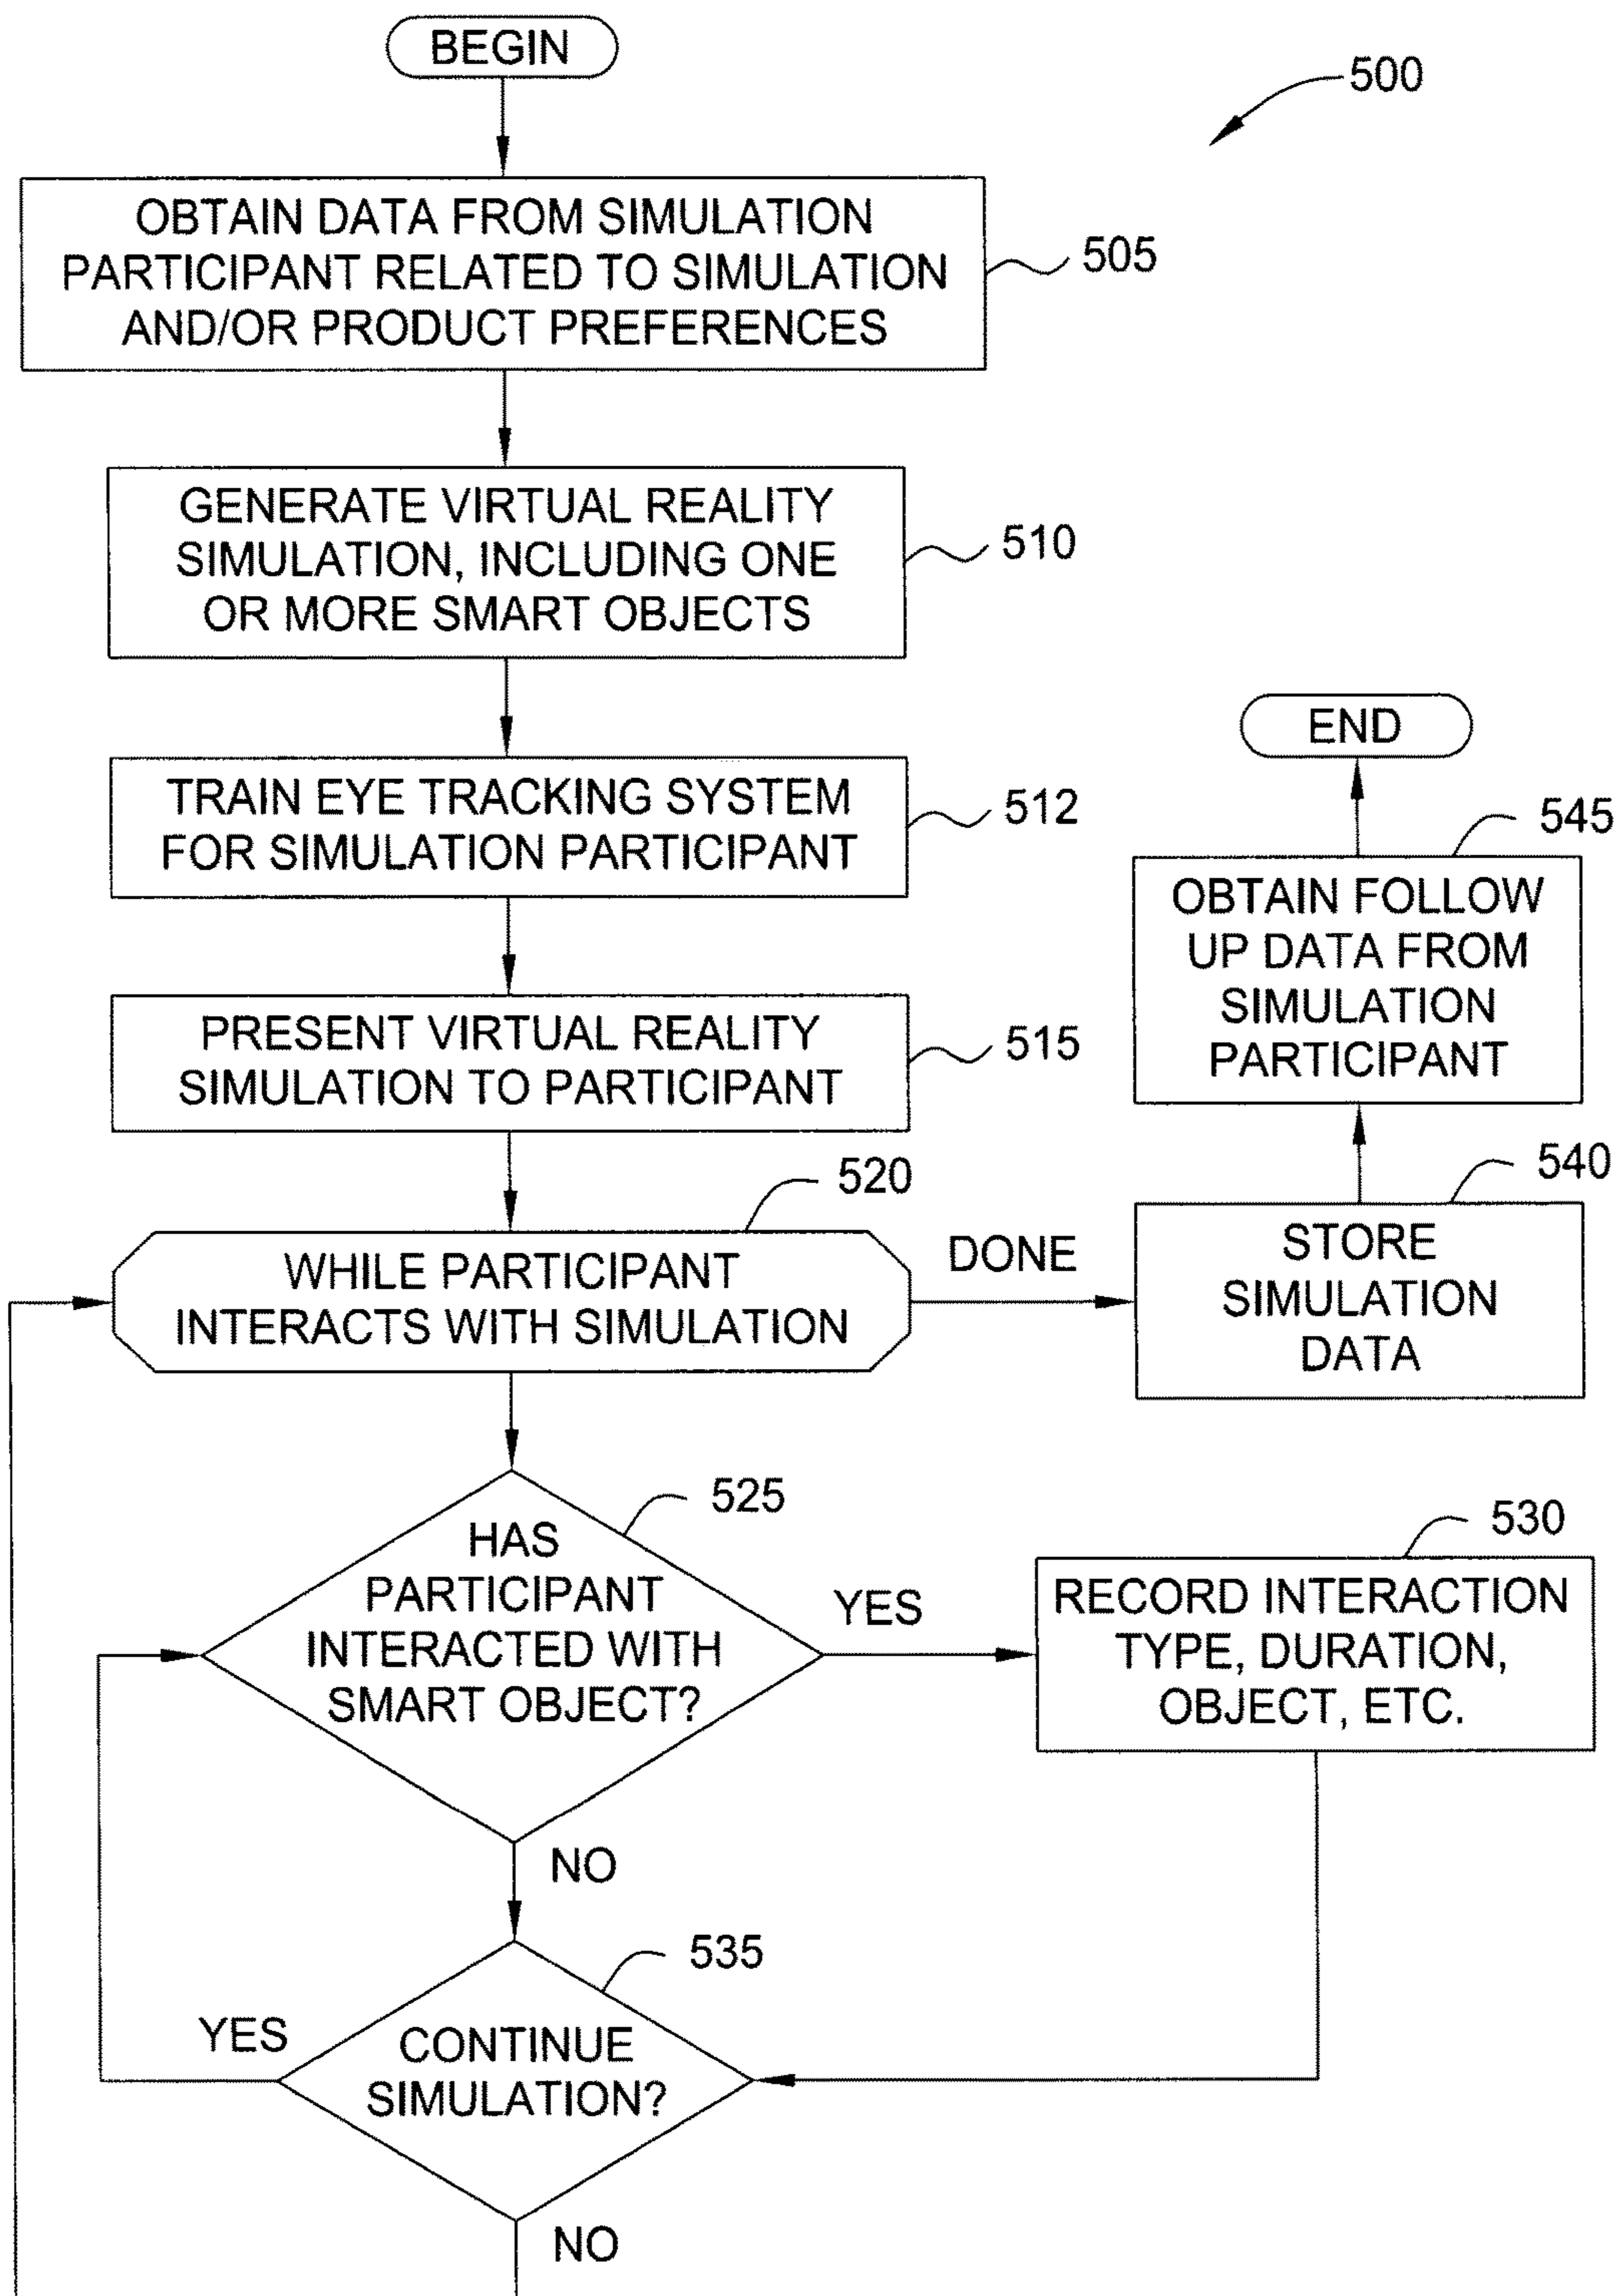 BEGIN
500
OBTAIN DATA FROM SIMULATION
PARTICIPANT RELATED TO SIMULATION
AND/OR PRODUCT PREFERENCES
505
GENERATE VIRTUAL REALITY
SIMULATION, INCLUDING ONE
OR MORE SMART OBJECTS
510
TRAIN EYE TRACKING SYSTEM
FOR SIMULATION PARTICIPANT
512
PRESENT VIRTUAL REALITY
SIMULATION TO PARTICIPANT
515
WHILE PARTICIPANT
INTERACTS WITH SIMULATION
520
DONE
STORE
SIMULATION
DATA
540
OBTAIN FOLLOW
UP DATA FROM
SIMULATION
PARTICIPANT
545
END
HAS
PARTICIPANT
INTERACTED WITH
SMART OBJECT?
525
YES
RECORD INTERACTION
TYPE, DURATION,
OBJECT, ETC.
530
NO
CONTINUE
SIMULATION?
535
YES
NO